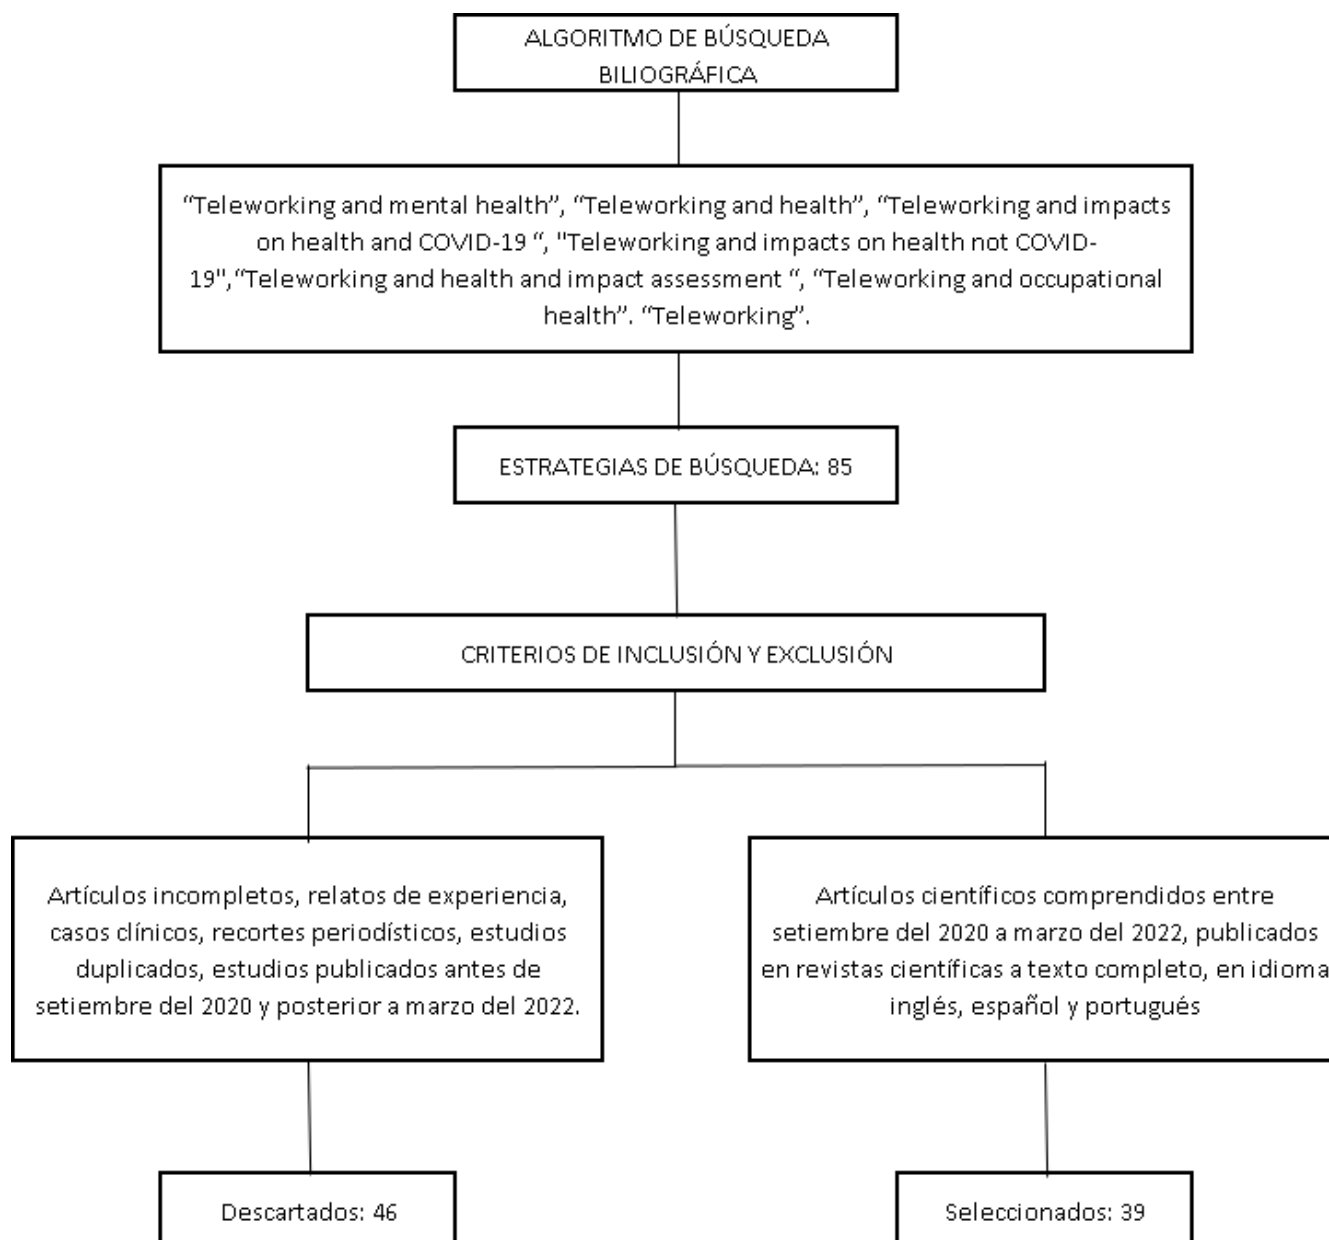 ALGORITMO DE BÚSQUEDA
BILIOGRÁFICA
“Teleworking and mental health”, “Teleworking and health”, “Teleworking and impacts
on health and COVID-19 “, "Teleworking and impacts on health not COVID-
19",“Teleworking and health and impact assessment “, “Teleworking and occupational
health”. “Teleworking”.
ESTRATEGIAS DE BÚSQUEDA: 85
CRITERIOS DE INCLUSIÓN Y EXCLUSIÓN
Artículos incompletos, relatos de experiencia,
casos clínicos, recortes periodísticos, estudios
duplicados, estudios publicados antes de
setiembre del 2020 y posterior a marzo del 2022.
Artículos científicos comprendidos entre
setiembre del 2020 a marzo del 2022, publicados
en revistas científicas a texto completo, en idioma
inglés, español y portugués
Descartados: 46
Seleccionados: 39